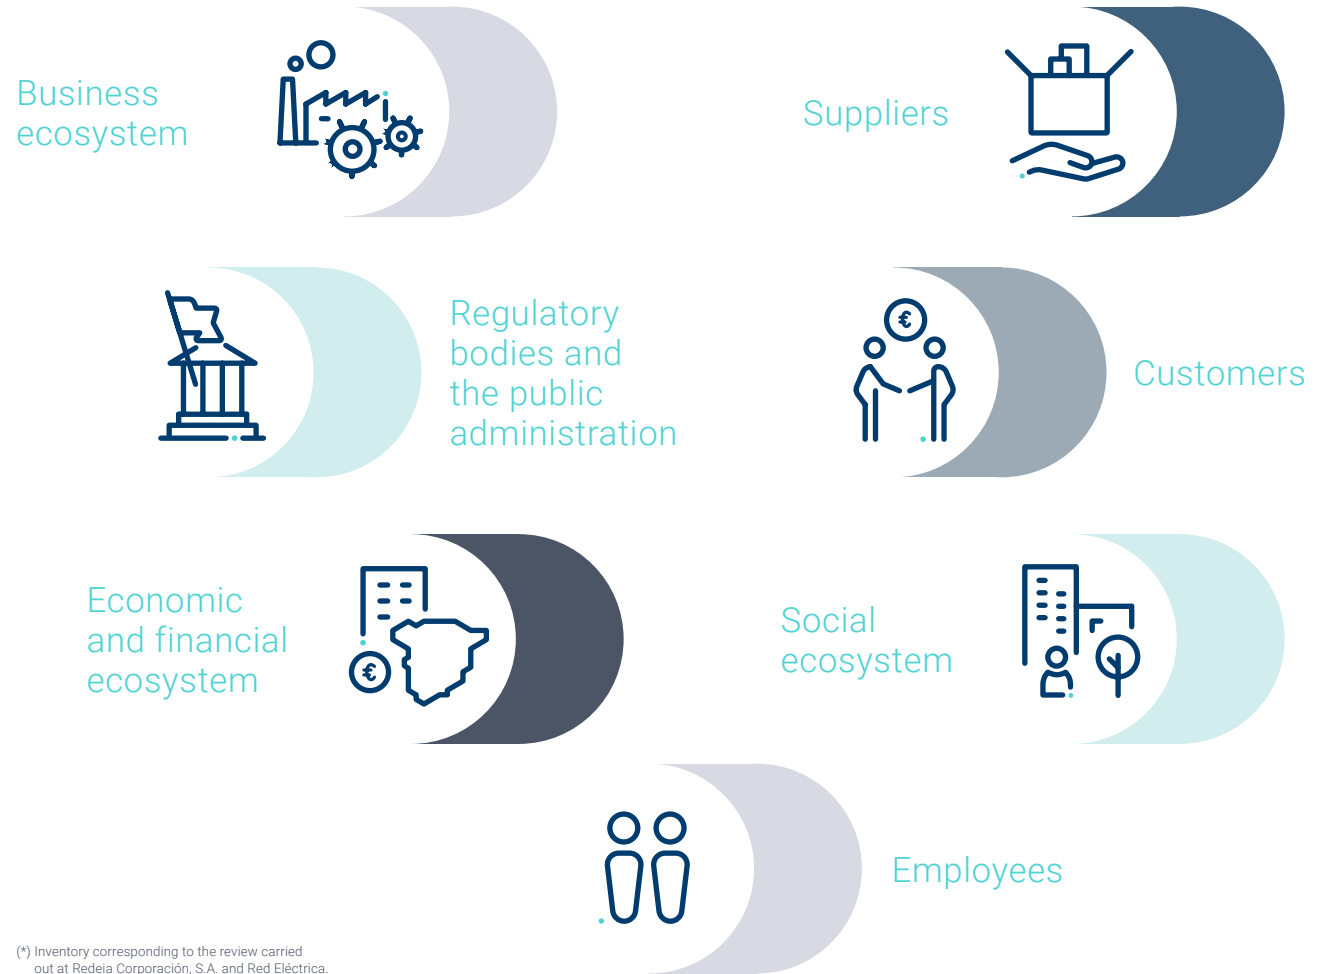 Business
ecosystem
Suppliers
Regulatory
bodies and
the public
administration
Customers
Economic
and financial
ecosystem
Social
ecosystem
Employees
(*) Inventory corresponding to the review carried
out at Redeia Corporación, S.A. and Red Eléctrica.